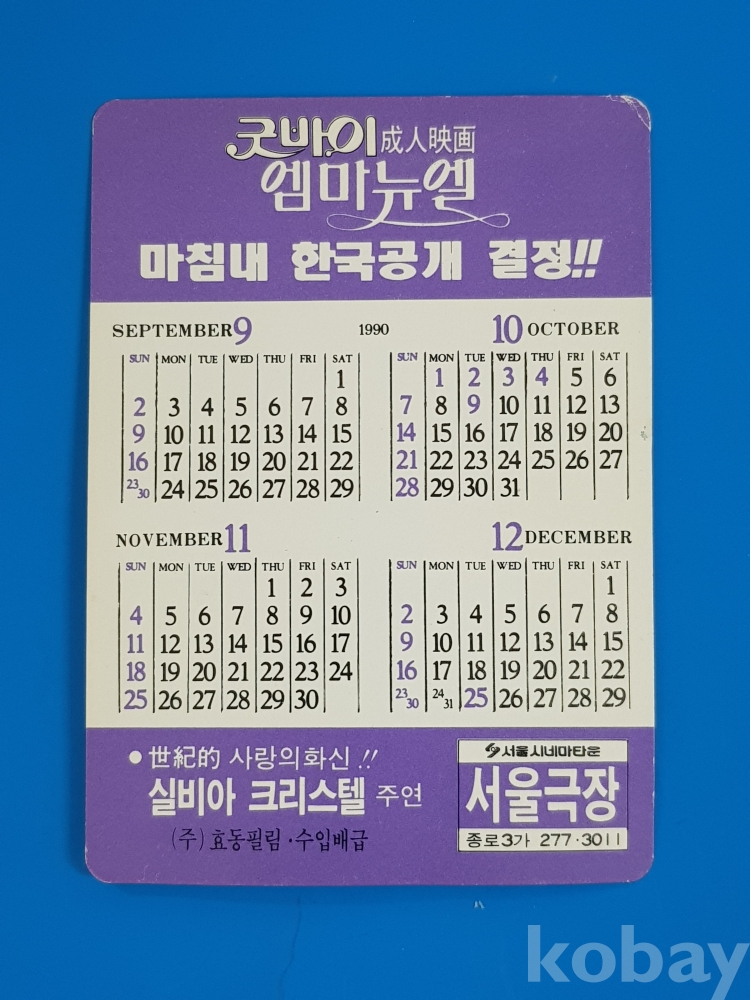 굿바이 成人映画
엠마뉴엘
마침내 한국공개 결정!!
SEPTEMBER 9
SUN MON TUE WED THU FRI SAT
1
2 3 4 5 6 7 8
9 10 11 12 13 14 15
16 17 18 19 20 21 22
23 30 24 25 26 27 28 29
1990
10 OCTOBER
SUN MON TUE WED THU FRI SAT
1 2 3 4 5 6
7 8 9 10 11 12 13
14 15 16 17 18 19 20
21 22 23 24 25 26 27
28 29 30 31
NOVEMBER 11
SUN MON TUE WED THU FRI SAT
1 2 3
4 5 6 7 8 9 10
11 12 13 14 15 16 17
18 19 20 21 22 23 24
25 26 27 28 29 30
12 DECEMBER
SUN MON TUE WED THU FRI SAT
1
2 3 4 5 6 7 8
9 10 11 12 13 14 15
16 17 18 19 20 21 22
23 30 24 31 25 26 27 28 29
● 世紀的 사랑의화신!!
실비아 크리스텔 주연
(주) 효동필림·수입배급
서울시네마타운
서울극장
종로3가 277·3011
kobay